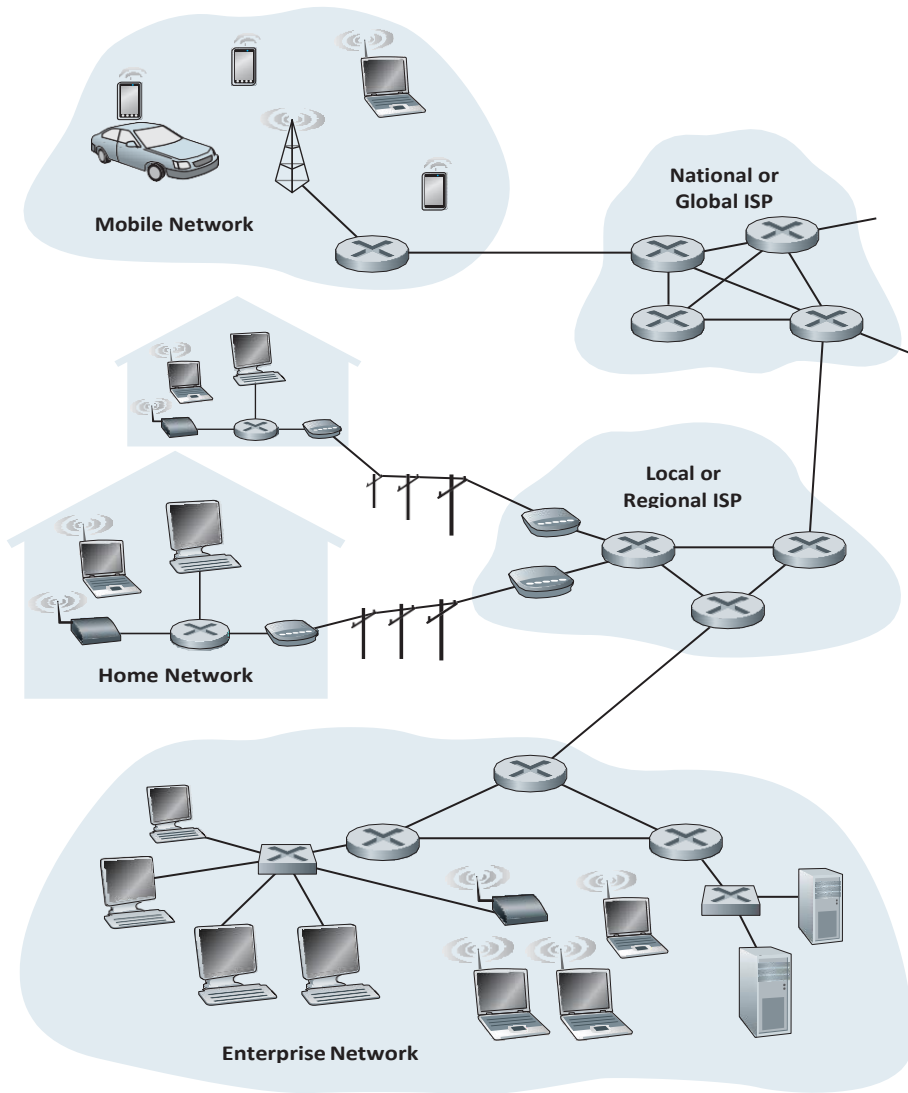 National or
Global ISP
Mobile Network
Local or
Regional ISP
Home Network
Enterprise Network